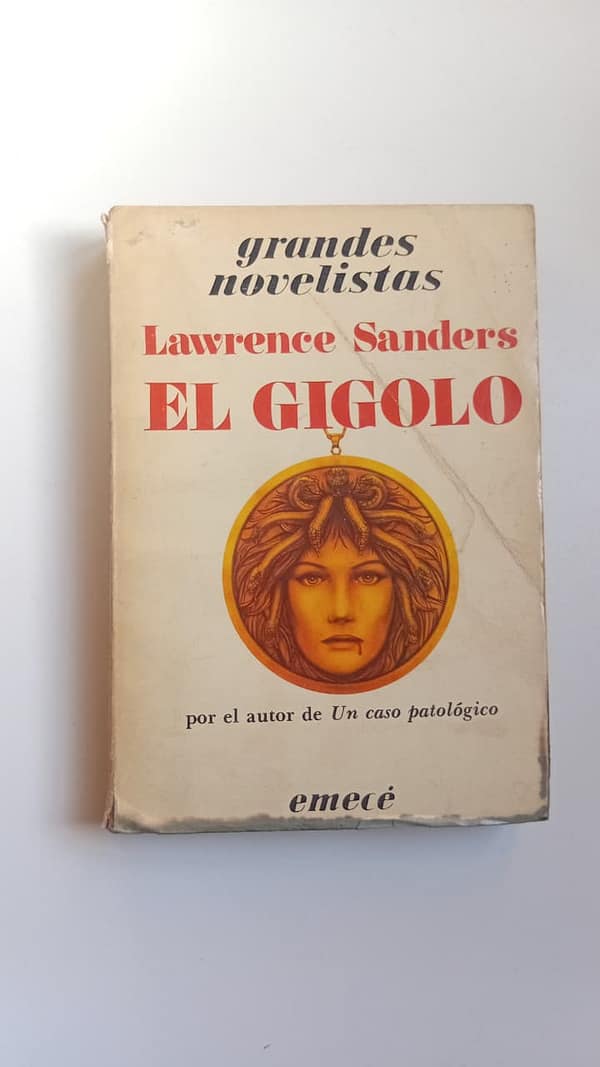 grandes
novelistas
Lawrence Sanders
EL GIGOLO
por el autor de Un caso patológico
emecé